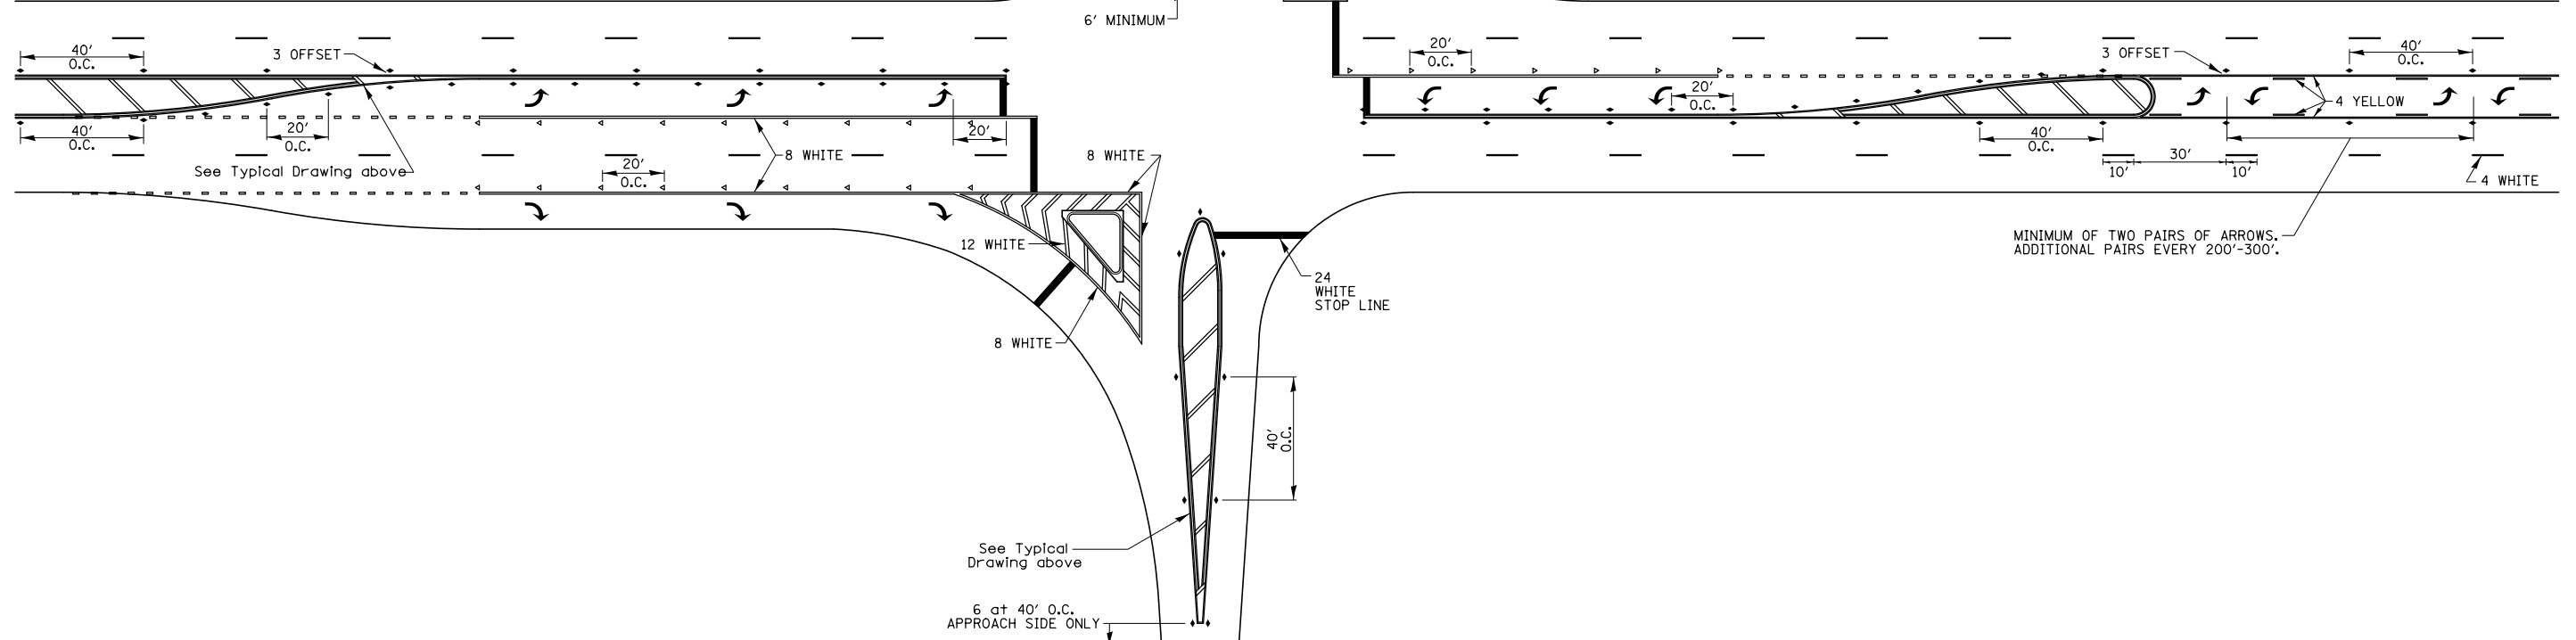 6' MINIMUM
40'
O.C.
3 OFFSET
20'
O.C.
3 OFFSET
40'
O.C.
20'
O.C.
4 YELLOW
40'
O.C.
20'
O.C.
20'
8 WHITE
8 WHITE
40'
O.C.
30'
10'
10'
See Typical Drawing above
20'
O.C.
4 WHITE
12 WHITE
MINIMUM OF TWO PAIRS OF ARROWS.
ADDITIONAL PAIRS EVERY 200'-300'.
24
WHITE
STOP LINE
8 WHITE
40'
O.C.
See Typical
Drawing above
6 at 40' O.C.
APPROACH SIDE ONLY